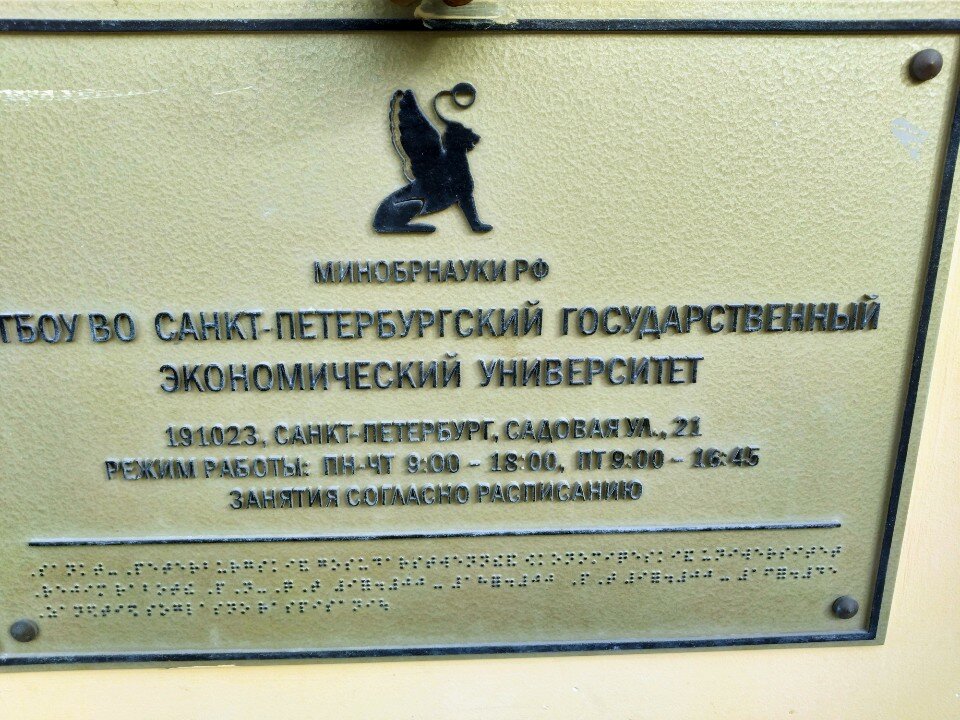 МИНОБРНАУКИ РФ
ГБОУ ВО САНКТ-ПЕТЕРБУРГСКИЙ ГОСУДАРСТВЕННЫЙ
ЭКОНОМИЧЕСКИЙ УНИВЕРСИТЕТ
191023, САНКТ-ПЕТЕРБУРГ, САДОВАЯ УЛ., 21
РЕЖИМ РАБОТЫ: ПН-ЧТ 9:00 - 18:00, ПТ 9:00 - 16:45
ЗАНЯТИЯ СОГЛАСНО РАСПИСАНИЮ